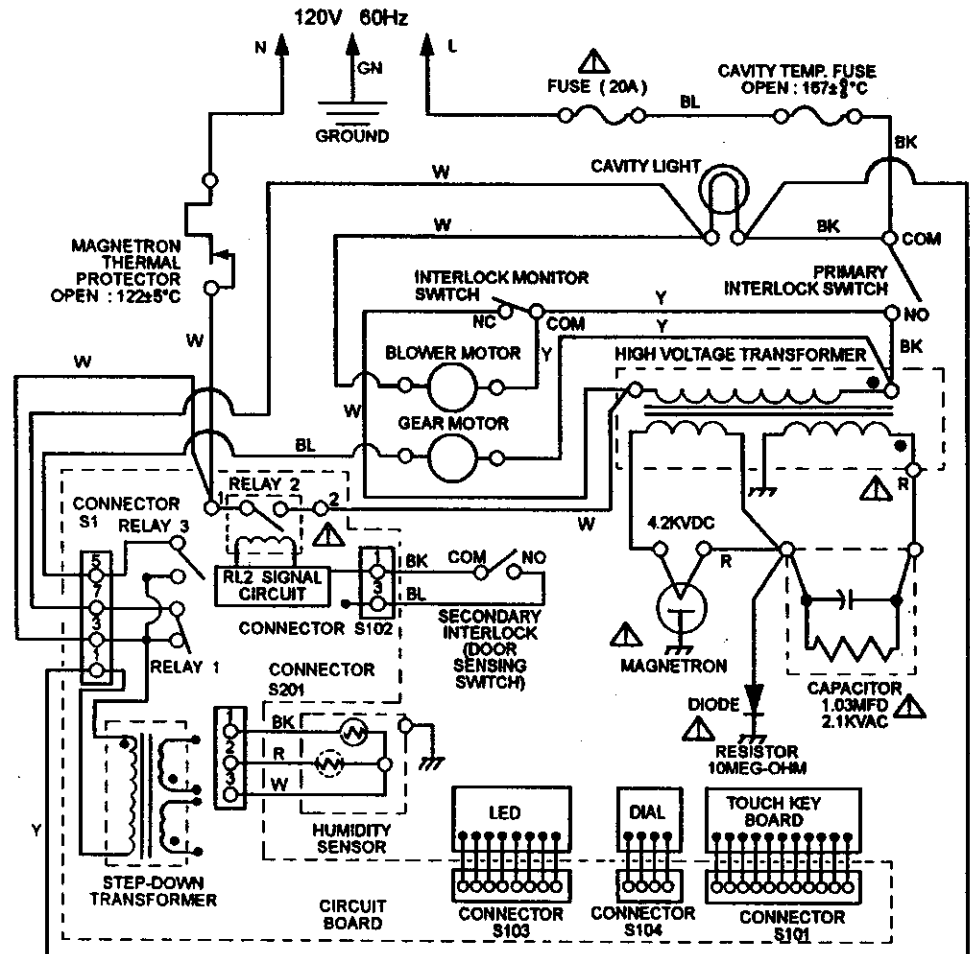 120V 60Hz
N
GN
L
GROUND
FUSE ( 20A)
BL
CAVITY TEMP. FUSE
OPEN : 157± °C
BK
W
CAVITY LIGHT
W
BK
COM
MAGNETRON
THERMAL
PROTECTOR
OPEN : 122±5°C
INTERLOCK MONITOR
SWITCH
NC
COM
Y
Y
PRIMARY
INTERLOCK SWITCH
NO
W
W
BLOWER MOTOR
Y
HIGH VOLTAGE TRANSFORMER
BK
W
GEAR MOTOR
BL
CONNECTOR
S1
RELAY 3
1
RELAY 2
2
W
R
4.2KVDC
R
5
7
3
1
RL2 SIGNAL
CIRCUIT
1
3
BK
BL
COM
NO
CONNECTOR
S102
SECONDARY
INTERLOCK
(DOOR
SENSING
SWITCH)
RELAY 1
MAGNETRON
CONNECTOR
S201
DIODE
CAPACITOR
1.03MFD
2.1KVAC
1
2
3
BK
R
W
RESISTOR
10MEG-OHM
HUMIDITY
SENSOR
LED
DIAL
TOUCH KEY
BOARD
Y
STEP-DOWN
TRANSFORMER
CIRCUIT
BOARD
CONNECTOR
S103
CONNECTOR
S104
CONNECTOR
S101